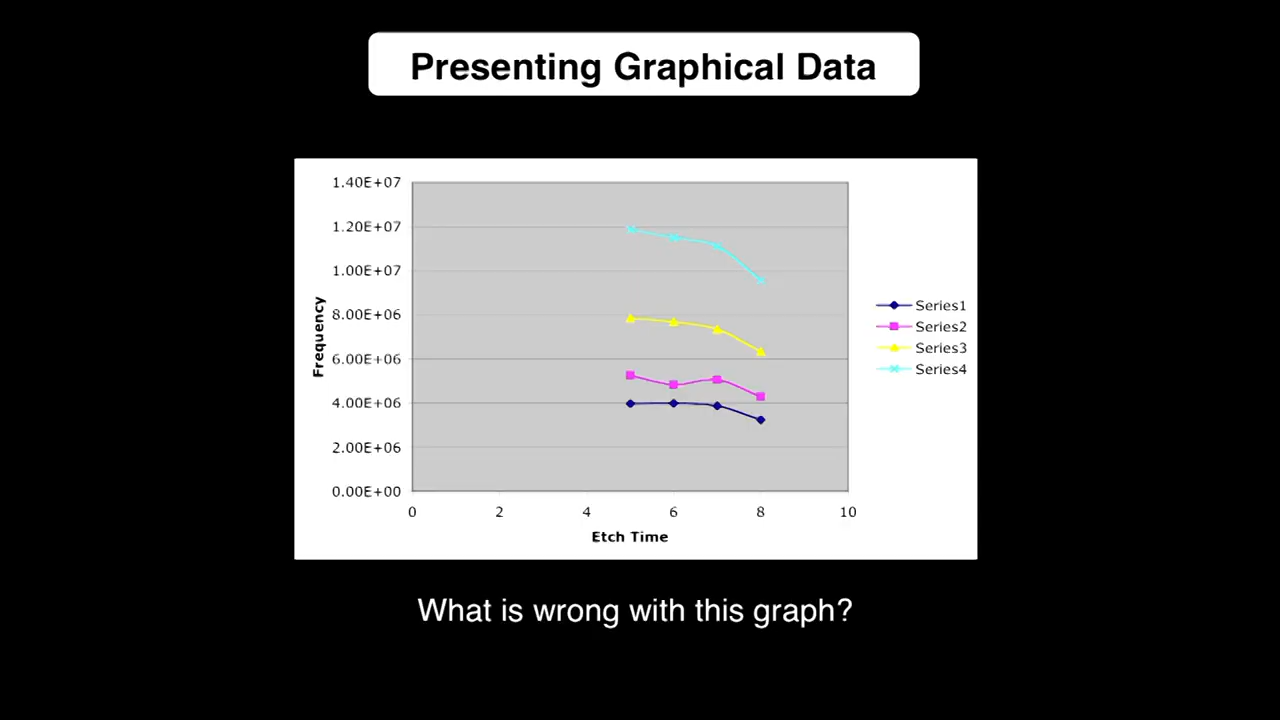 Presenting Graphical Data
1.40E+07
1.20E+07
1.00E+07
8.00E+06
6.00E+06
4.00E+06
2.00E+06
0.00E+00
Frequency
0 2 4 6 8 10
Etch Time
Series1
Series2
Series3
Series4
What is wrong with this graph?